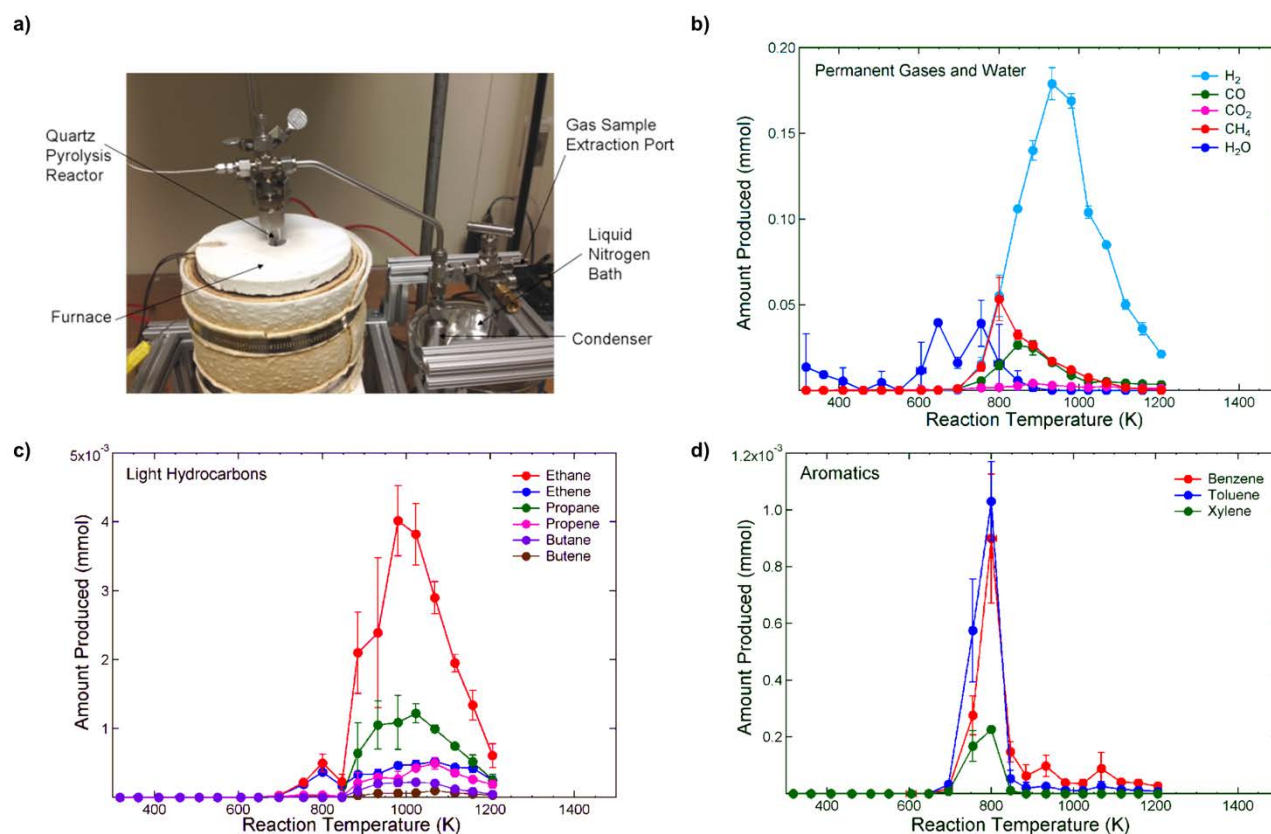 a)
Quartz
Pyrolysis
Reactor
Furnace
Gas Sample
Extraction Port
Liquid
Nitrogen
Bath
Condenser
b)
Permanent Gases and Water
H₂
CO
CO₂
CH₄
H₂O
Amount Produced (mmol)
0.20
0.15
0.10
0.05
400 600 800 1000 1200 1400
Reaction Temperature (K)
c)
Light Hydrocarbons
Ethane
Ethene
Propane
Propene
Butane
Butene
Amount Produced (mmol)
5x10⁻³
4
3
2
1
400 600 800 1000 1200 1400
Reaction Temperature (K)
d)
Aromatics
Benzene
Toluene
Xylene
Amount Produced (mmol)
1.2x10⁻³
1.0
0.8
0.6
0.4
0.2
400 600 800 1000 1200 1400
Reaction Temperature (K)